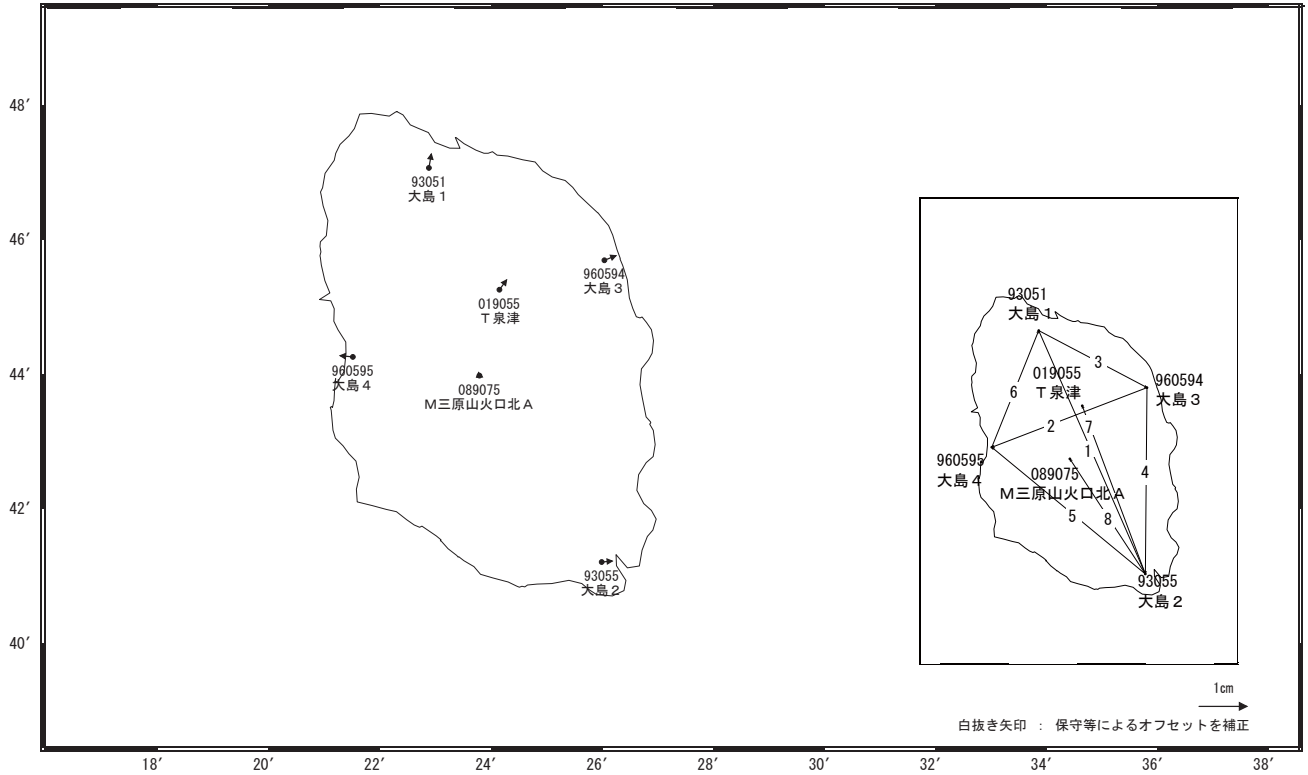 48′
46′
44′
42′
40′
93051
大島１
960594
大島３
019055
Ｔ泉津
960595
大島４
089075
Ｍ三原山火口北Ａ
93055
大島２
93051
大島１
3
019055
Ｔ泉津
960594
大島３
6
2
7
1
4
960595
大島４
089075
Ｍ三原山火口北Ａ
5
8
93055
大島２
1cm
白抜き矢印 ： 保守等によるオフセットを補正
18′
20′
22′
24′
26′
28′
30′
32′
34′
36′
38′